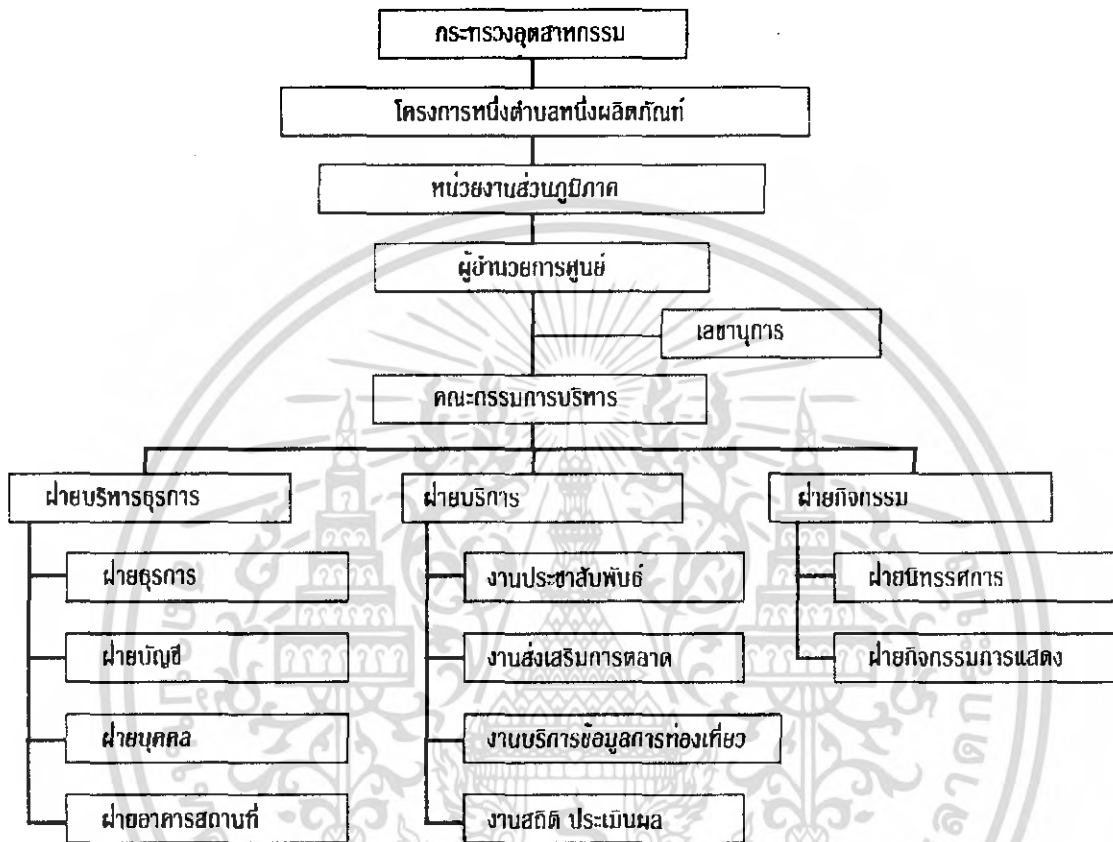 กระทรวงอุตสาหกรรม
โครงการหนึ่งตำบลหนึ่งผลิตภัณฑ์
หน่วยงานส่วนภูมิภาค
ผู้อำนวยการศูนย์
เลขานุการ
คณะกรรมการบริหาร
ฝ่ายบริหารธุรการ
ฝ่ายบริการ
ฝ่ายกิจกรรม
ฝ่ายธุรการ
งานประชาสัมพันธ์
ฝ่ายนิทรรศการ
ฝ่ายบัญชี
งานส่งเสริมการตลาด
ฝ่ายกิจกรรมการแสดง
ฝ่ายบุคคล
งานบริการข้อมูลการท่องเที่ยว
ฝ่ายอาคารสถานที่
งานสถิติ ประเมินผล